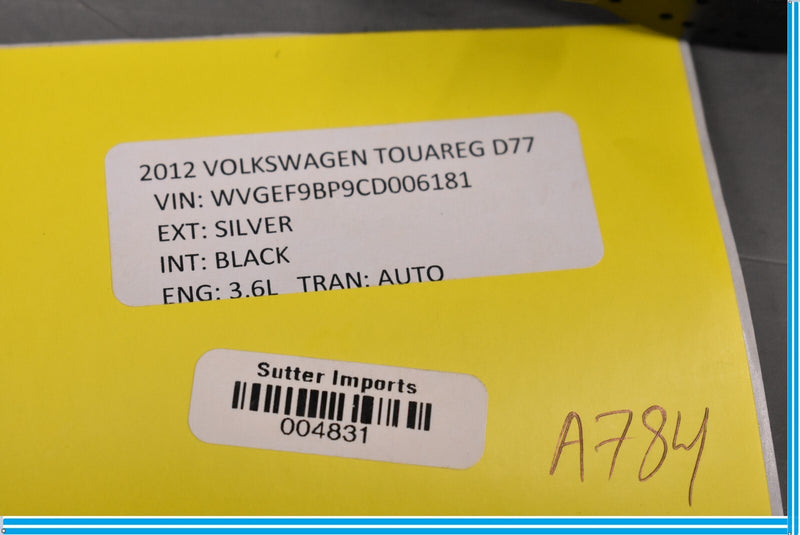 2012 VOLKSWAGEN TOUAREG D77
VIN: WVGEF9BP9CD006181
EXT: SILVER
INT: BLACK
ENG: 3.6L TRAN: AUTO
Sutter Imports
004831
A784